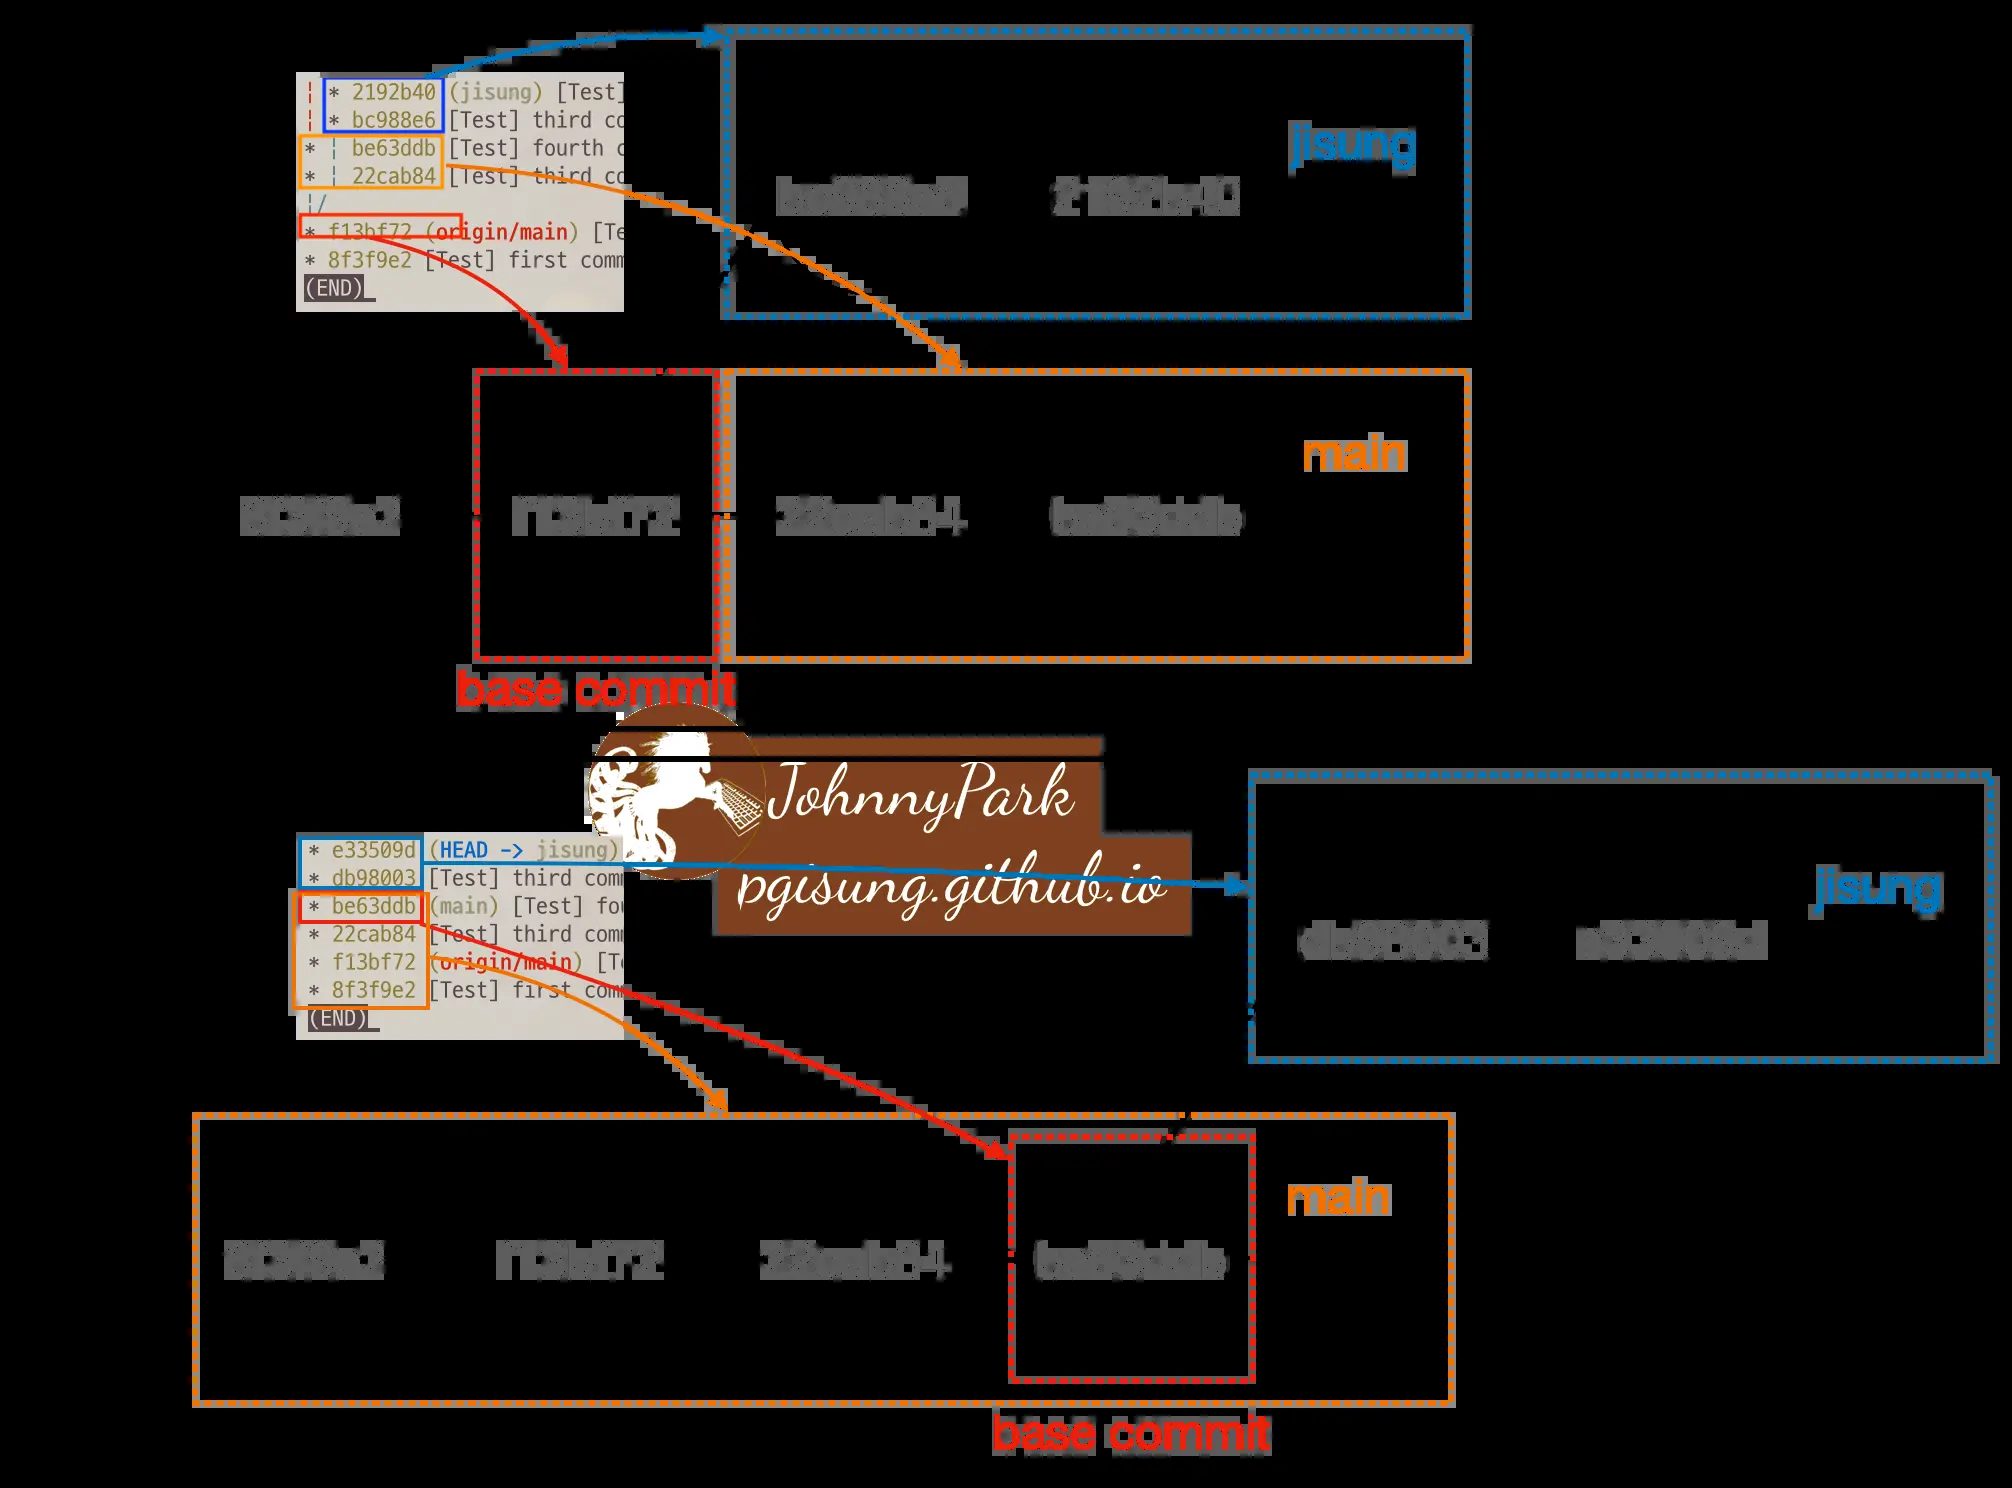 * 2192b40 (jisung) [Test]
* bc988e6 [Test] third co
* ¦ be63ddb [Test] fourth c
* ¦ 22cab84 [Test] third co
¦/
* f13bf72 (origin/main) [Te
* 8f3f9e2 [Test] first comm
(END)
jisung
bc988e6 2192b40
main
8f3f9e2 f13bf72 22cab84 be63ddb
base commit
JohnnyPark
pgisung.github.io
* e33509d (HEAD -> jisung)
* db98003 [Test] third com
* be63ddb (main) [Test] fou
* 22cab84 [Test] third com
* f13bf72 (origin/main) [Te
* 8f3f9e2 [Test] first com
(END)
jisung
db98003 e33509d
main
8f3f9e2 f13bf72 22cab84 be63ddb
base commit